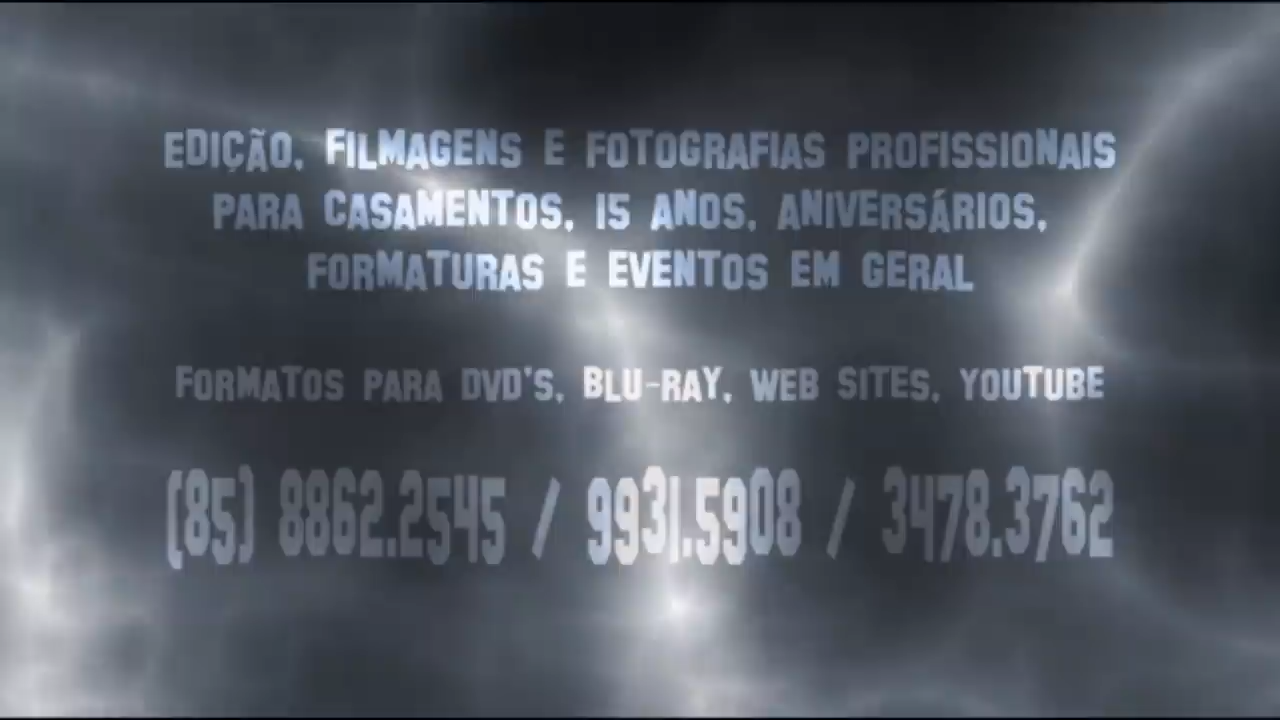 EDIÇÃO, FILMAGENS E FOTOGRAFIAS PROFISSIONAIS
PARA CASAMENTOS, 15 ANOS, ANIVERSÁRIOS,
FORMATURAS E EVENTOS EM GERAL
FORMATOS PARA DVD'S, BLU-RAY, WEB SITES, YOUTUBE
(85) 8862.2545 / 9931.5908 / 3478.3762